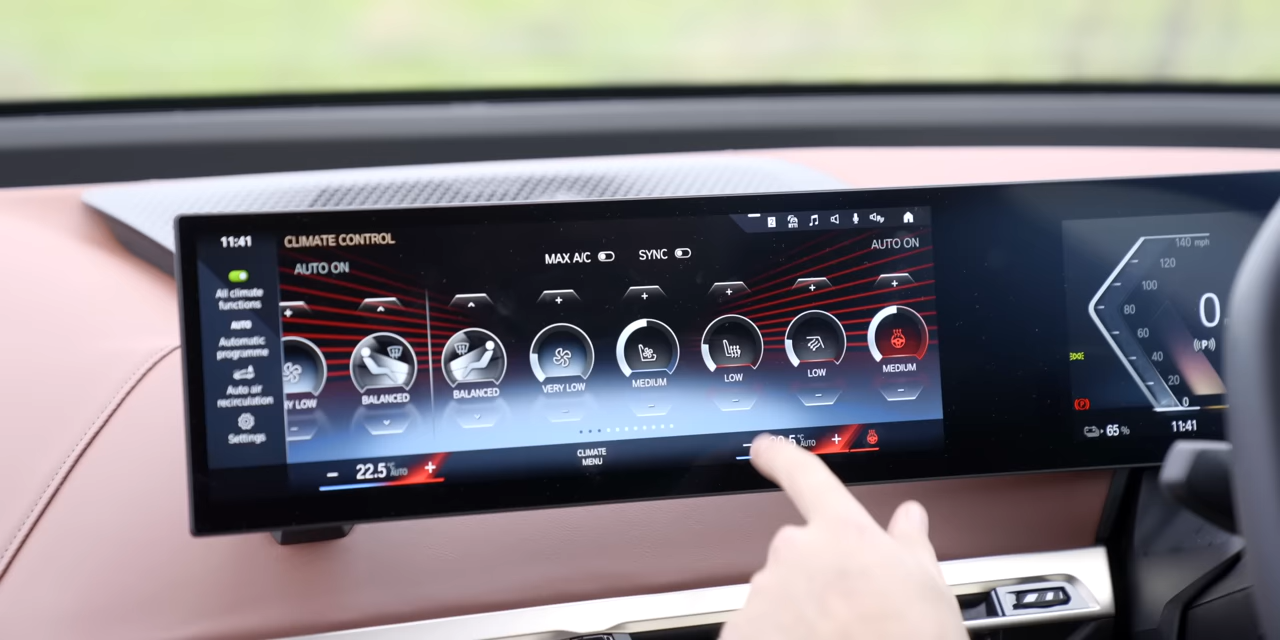 11:41
CLIMATE CONTROL
AUTO ON
MAX A/C
SYNC
AUTO ON
All climate
functions
AUTO
Automatic
programme
Auto air
recirculation
Settings
Y LOW
BALANCED
BALANCED
VERY LOW
MEDIUM
LOW
LOW
MEDIUM
− 22.5 °C AUTO +
CLIMATE
MENU
− .5 °C AUTO +
140 mph
120
100
80
60
40
20
0
0
(P)
(P)
65 %
11:41